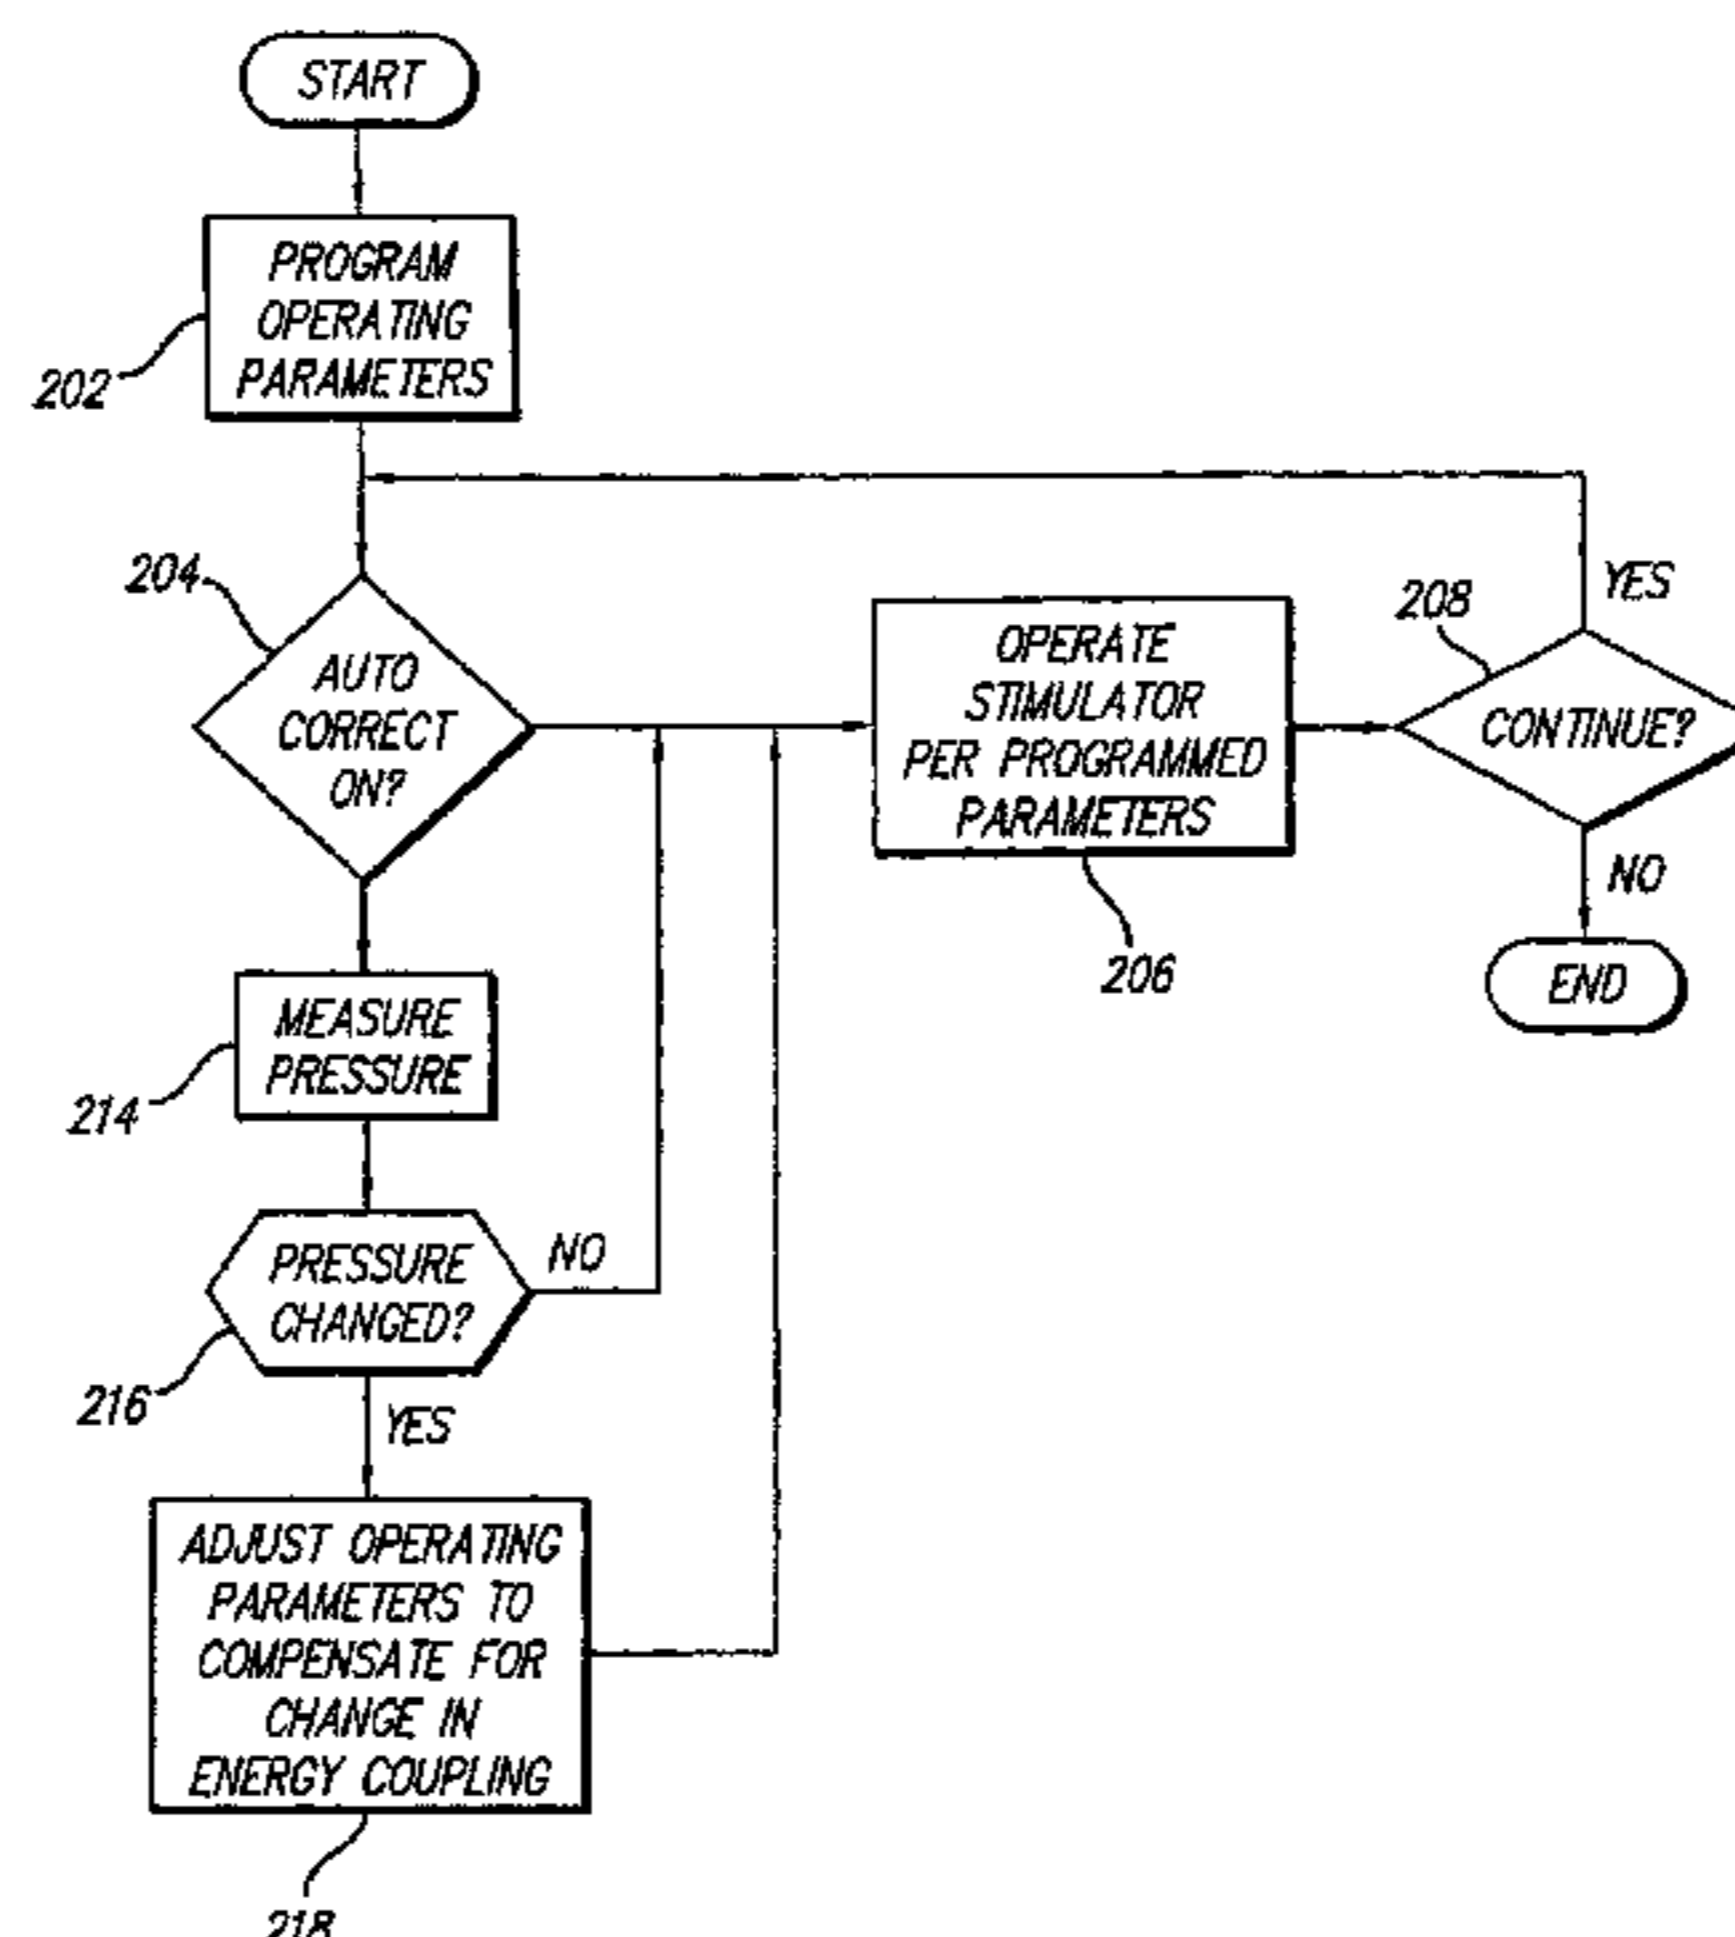 START
PROGRAM
OPERATING
PARAMETERS
202
204
AUTO
CORRECT
ON?
OPERATE
STIMULATOR
PER PROGRAMMED
PARAMETERS
206
208
YES
CONTINUE?
NO
END
MEASURE
PRESSURE
214
PRESSURE
CHANGED?
NO
216
YES
ADJUST OPERATING
PARAMETERS TO
COMPENSATE FOR
CHANGE IN
ENERGY COUPLING
218